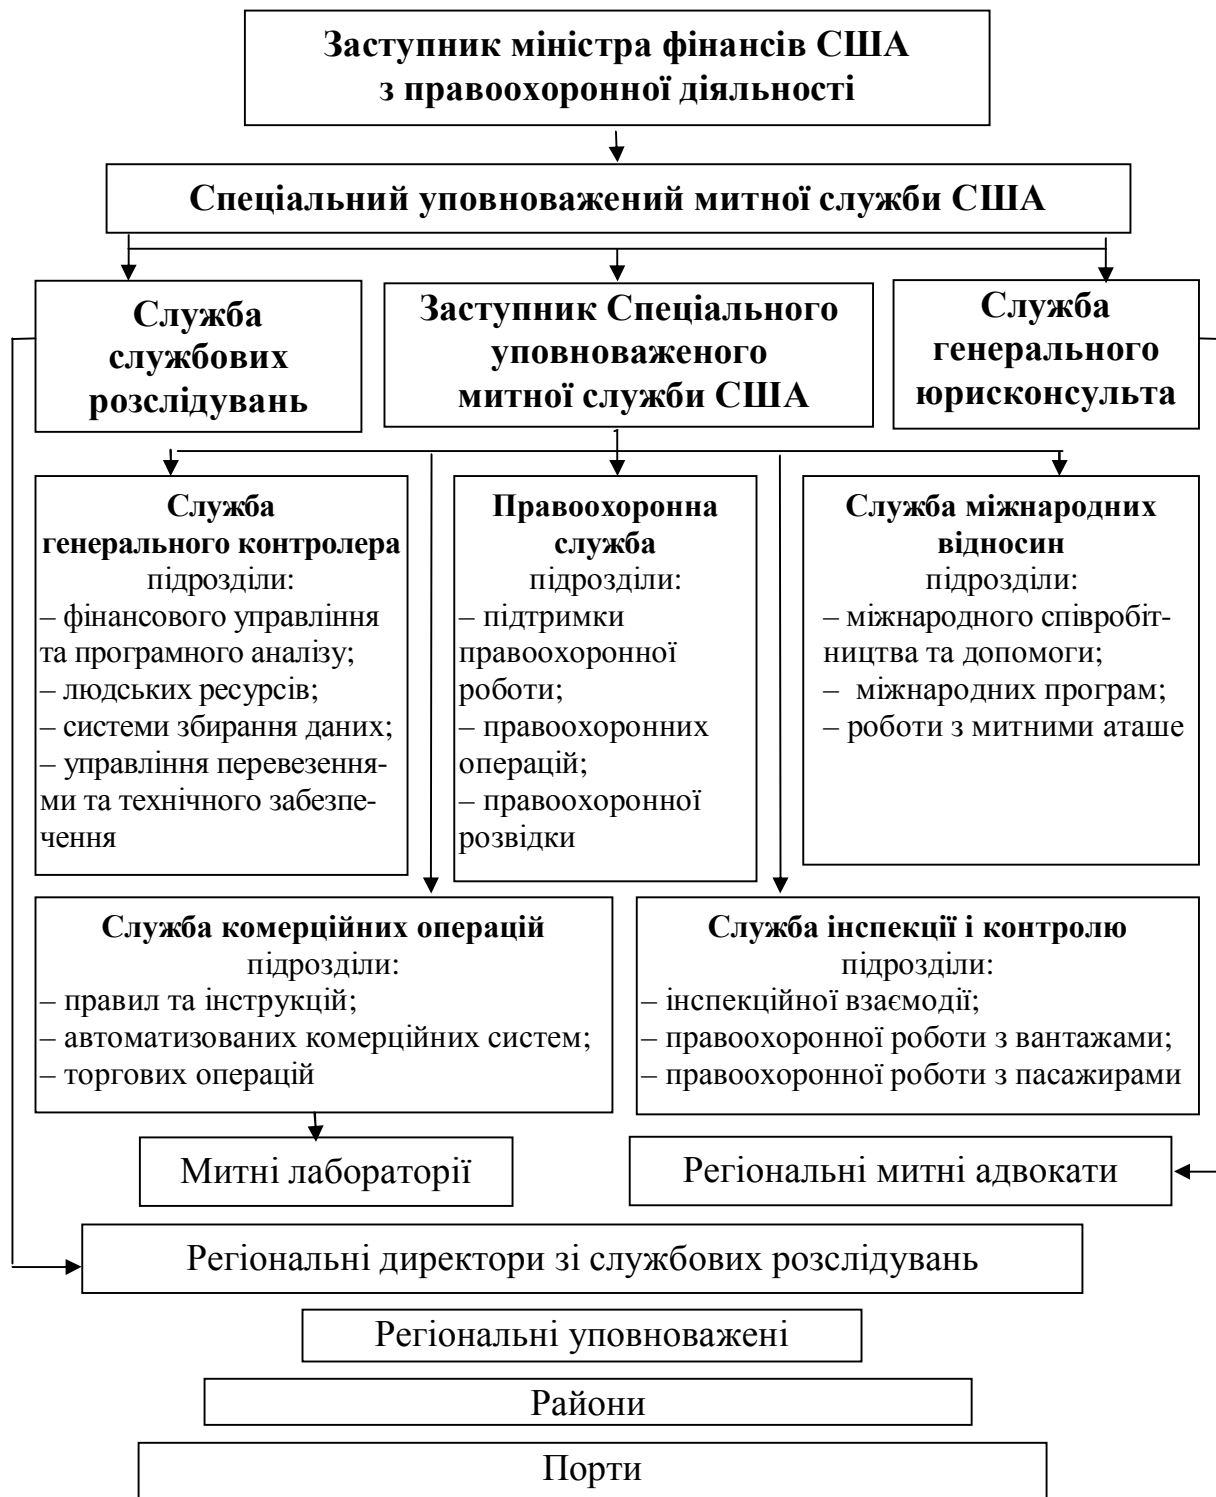 Заступник міністра фінансів США
з правоохоронної діяльності
Спеціальний уповноважений митної служби США
Служба
службових
розслідувань
Заступник Спеціального
уповноваженого
митної служби США
Служба
генерального
юрисконсульта
Служба
генерального контролера
підрозділи:
– фінансового управління
та програмного аналізу;
– людських ресурсів;
– системи збирання даних;
– управління перевезення-
ми та технічного забезпе-
чення
Правоохоронна
служба
підрозділи:
– підтримки
правоохоронної
роботи;
– правоохоронних
операцій;
– правоохоронної
розвідки
Служба міжнародних
відносин
підрозділи:
– міжнародного співробіт-
ництва та допомоги;
– міжнародних програм;
– роботи з митними аташе
Служба комерційних операцій
підрозділи:
– правил та інструкцій;
– автоматизованих комерційних систем;
– торгових операцій
Служба інспекції і контролю
підрозділи:
– інспекційної взаємодії;
– правоохоронної роботи з вантажами;
– правоохоронної роботи з пасажирами
Митні лабораторії
Регіональні митні адвокати
Регіональні директори зі службових розслідувань
Регіональні уповноважені
Райони
Порти